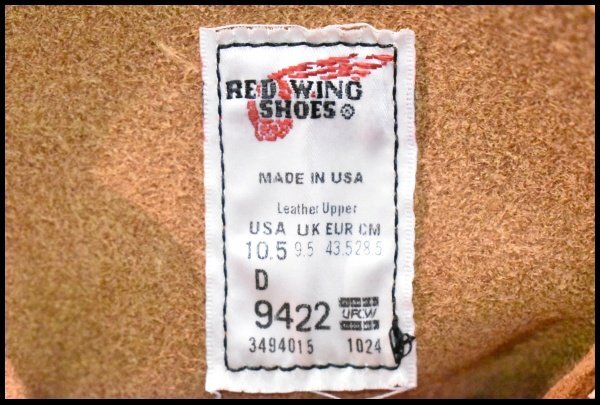 RED WING
SHOES ®
MADE IN USA
Leather Upper
USA UK EUR CM
10.5 9.5 43.5 28.5
D
9422 UFCW
3494015 1024